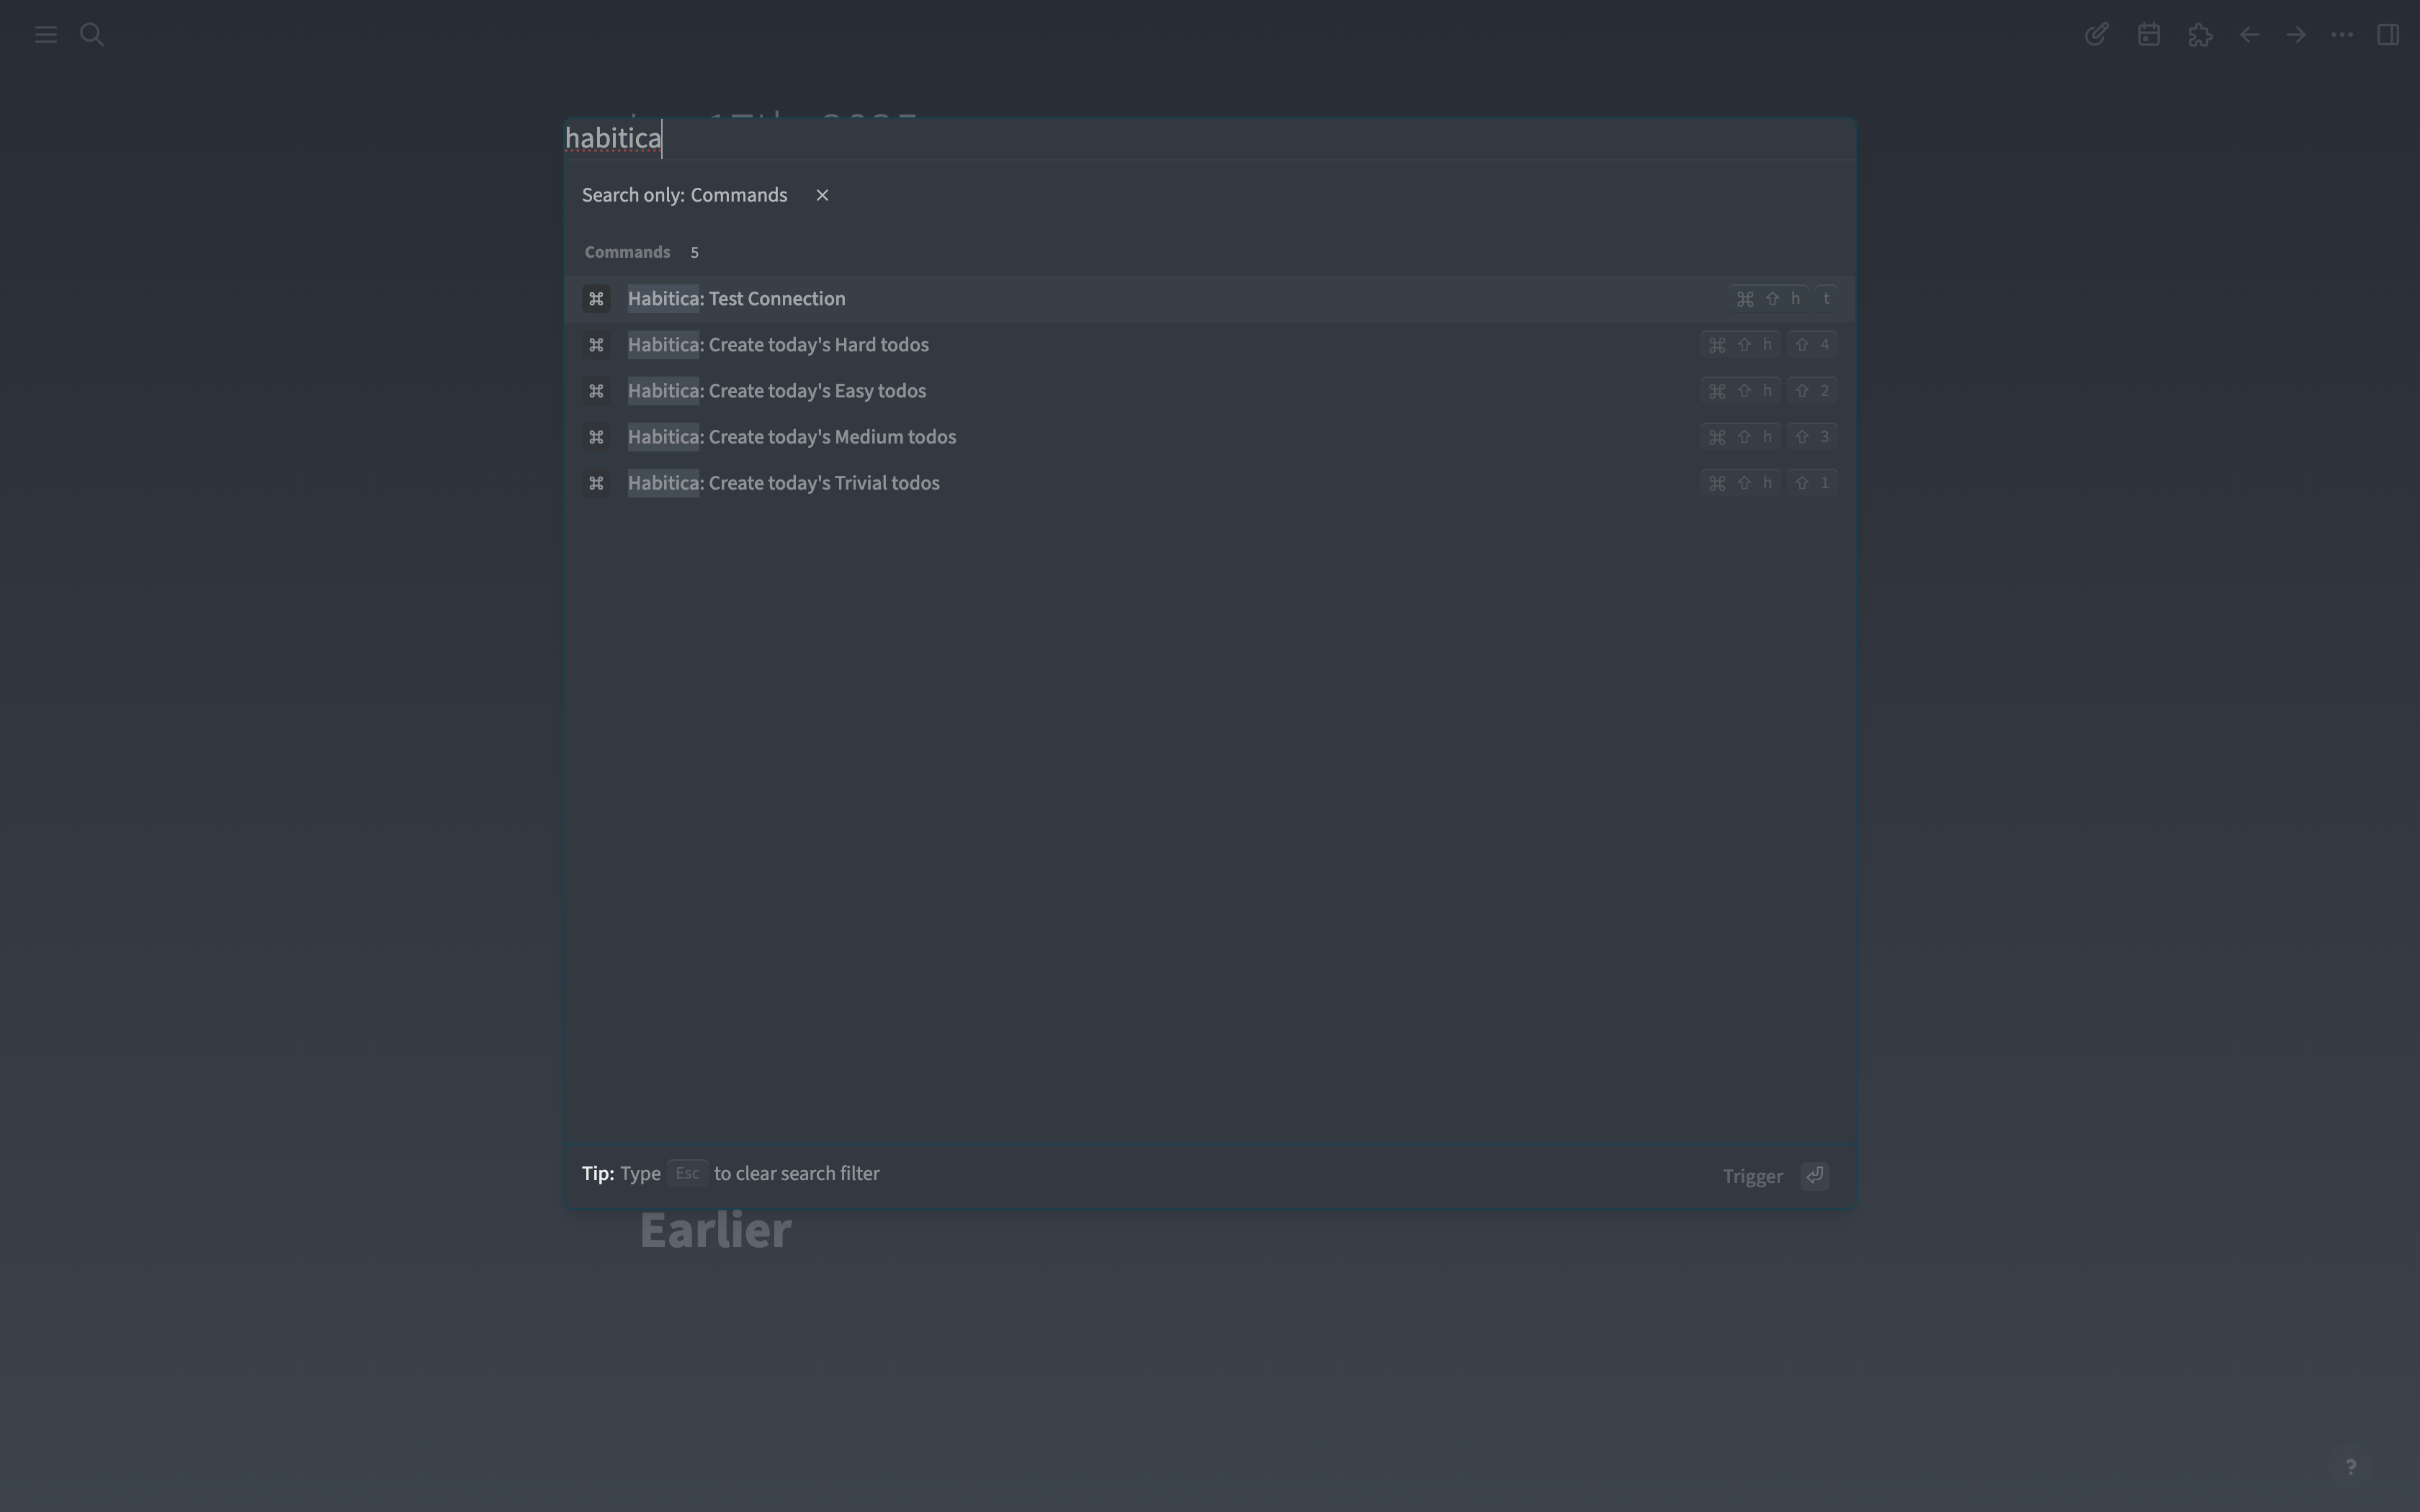 habitica
Search only: Commands ×
Commands 5
Habitica: Test Connection ⌘ ⇧ h t
Habitica: Create today's Hard todos ⌘ ⇧ h ⇧ 4
Habitica: Create today's Easy todos ⌘ ⇧ h ⇧ 2
Habitica: Create today's Medium todos ⌘ ⇧ h ⇧ 3
Habitica: Create today's Trivial todos ⌘ ⇧ h ⇧ 1
Tip: Type Esc to clear search filter Trigger
Earlier
?